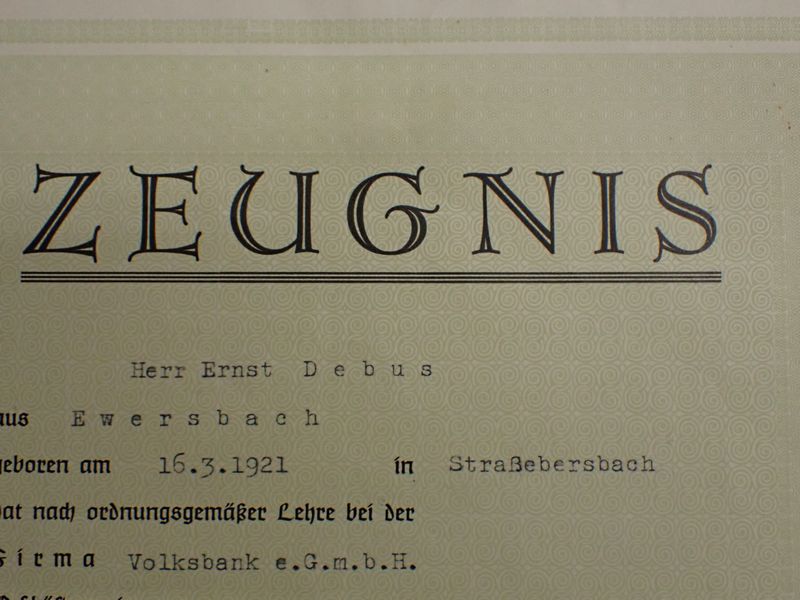 ZEUGNIS
Herr Ernst Debus
aus Ewersbach
geboren am 16.3.1921 in Straßebersbach
hat nach ordnungsgemäßer Lehre bei der
Firma Volksbank e.G.m.b.H.